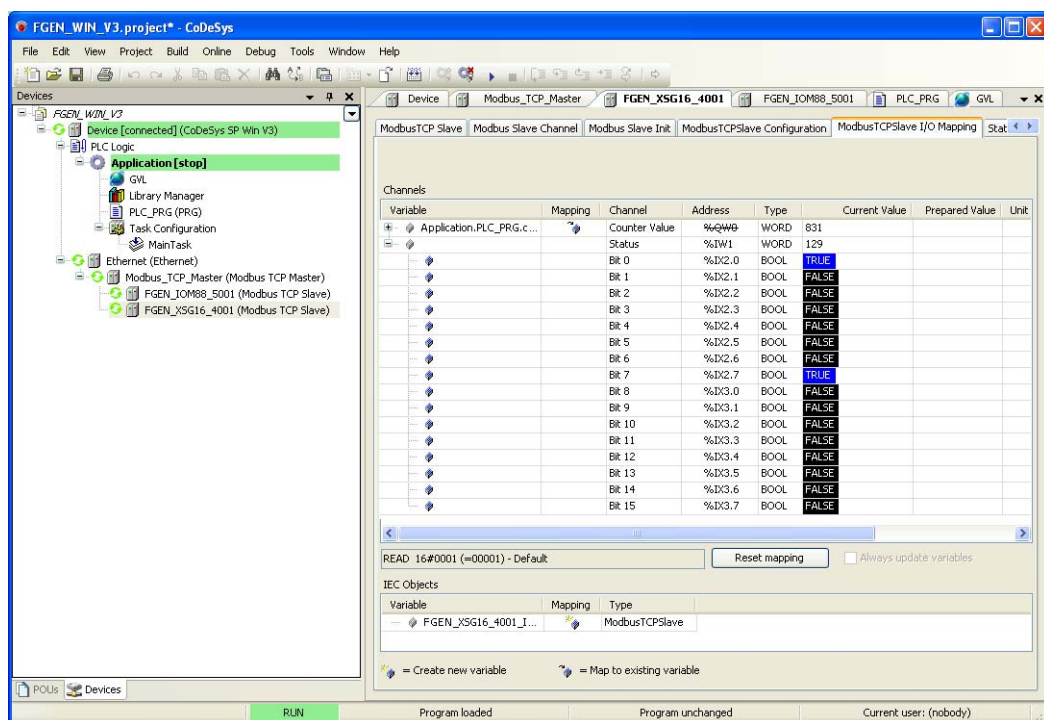 FGEN_WIN_V3.project* - CoDeSys
File Edit View Project Build Online Debug Tools Window Help
Devices
FGEN_WIN_V3
Device [connected] (CoDeSys SP Win V3)
PLC Logic
Application [stop]
GVL
Library Manager
PLC_PRG (PRG)
Task Configuration
MainTask
Ethernet (Ethernet)
Modbus_TCP_Master (Modbus TCP Master)
FGEN_IOM88_5001 (Modbus TCP Slave)
FGEN_XSG16_4001 (Modbus TCP Slave)
POUs Devices
Device Modbus_TCP_Master FGEN_XSG16_4001 FGEN_IOM88_5001 PLC_PRG GVL
ModbusTCP Slave Modbus Slave Channel Modbus Slave Init ModbusTCPSlave Configuration ModbusTCPSlave I/O Mapping Stat
Channels
Variable Mapping Channel Address Type Current Value Prepared Value Unit
Application.PLC_PRG.c... Counter Value %QW0 WORD 831
Status %IW1 WORD 129
Bit 0 %IX2.0 BOOL TRUE
Bit 1 %IX2.1 BOOL FALSE
Bit 2 %IX2.2 BOOL FALSE
Bit 3 %IX2.3 BOOL FALSE
Bit 4 %IX2.4 BOOL FALSE
Bit 5 %IX2.5 BOOL FALSE
Bit 6 %IX2.6 BOOL FALSE
Bit 7 %IX2.7 BOOL TRUE
Bit 8 %IX3.0 BOOL FALSE
Bit 9 %IX3.1 BOOL FALSE
Bit 10 %IX3.2 BOOL FALSE
Bit 11 %IX3.3 BOOL FALSE
Bit 12 %IX3.4 BOOL FALSE
Bit 13 %IX3.5 BOOL FALSE
Bit 14 %IX3.6 BOOL FALSE
Bit 15 %IX3.7 BOOL FALSE
READ 16#0001 (=00001) - Default Reset mapping Always update variables
IEC Objects
Variable Mapping Type
FGEN_XSG16_4001_I... ModbusTCPSlave
= Create new variable = Map to existing variable
RUN Program loaded Program unchanged Current user: (nobody)